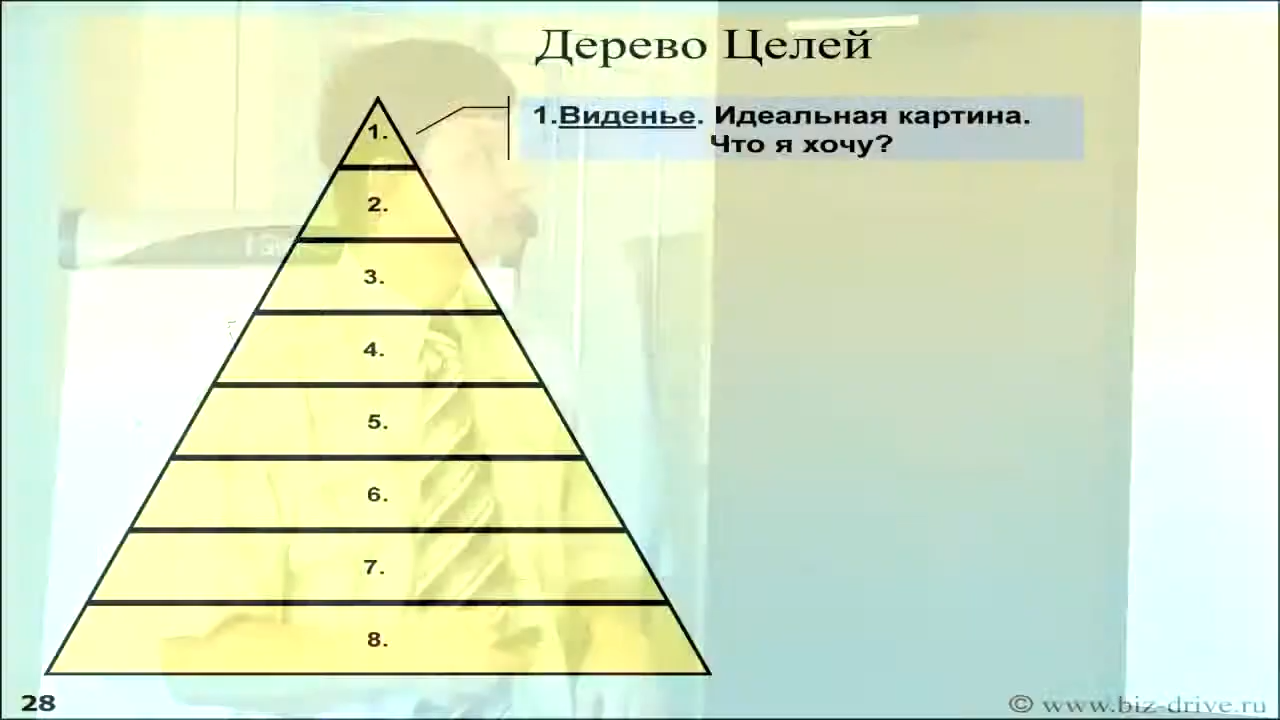 Дерево Целей
1.Виденье. Идеальная картина.
Что я хочу?
1.
2.
3.
4.
5.
6.
7.
8.
28
© www.biz-drive.ru